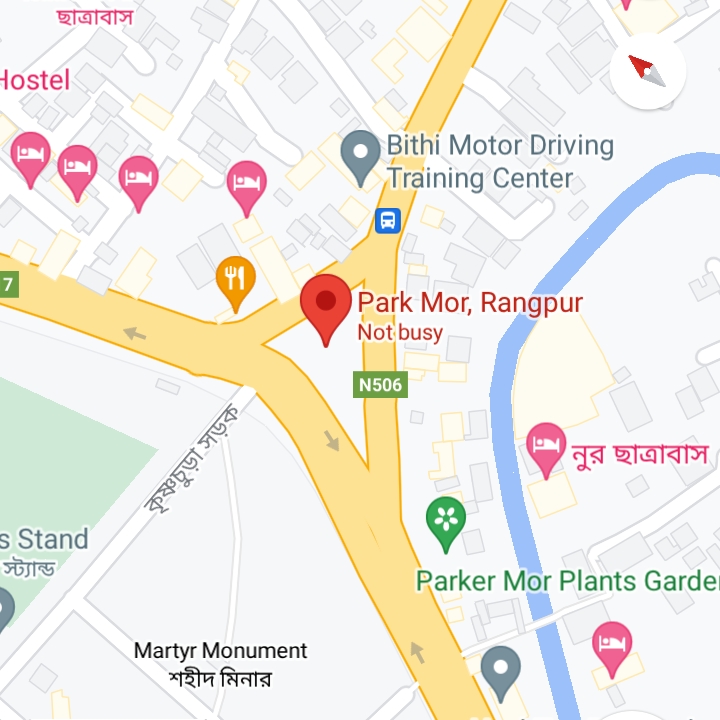 ছাত্রাবাস
Hostel
Bithi Motor Driving
Training Center
7
Park Mor, Rangpur
Not busy
N506
কৃষ্ণচুড়া সড়ক
নুর ছাত্রাবাস
s Stand
স্ট্যান্ড
Parker Mor Plants Garden
Martyr Monument
শহীদ মিনার